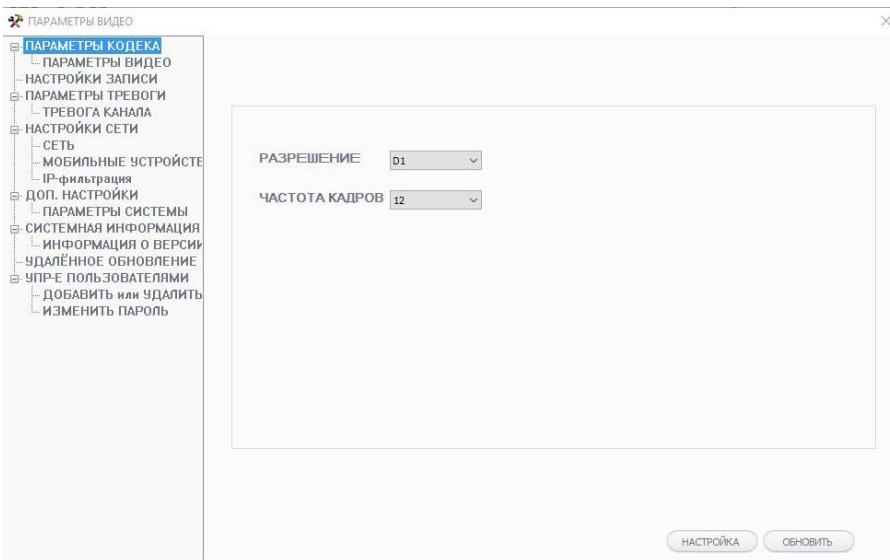 ПАРАМЕТРЫ ВИДЕО
ПАРАМЕТРЫ КОДЕКА
ПАРАМЕТРЫ ВИДЕО
НАСТРОЙКИ ЗАПИСИ
ПАРАМЕТРЫ ТРЕВОГИ
ТРЕВОГА КАНАЛА
НАСТРОЙКИ СЕТИ
СЕТЬ
МОБИЛЬНЫЕ УСТРОЙСТЕ
IP-фильтрация
ДОП. НАСТРОЙКИ
ПАРАМЕТРЫ СИСТЕМЫ
СИСТЕМНАЯ ИНФОРМАЦИЯ
ИНФОРМАЦИЯ О ВЕРСИИ
УДАЛЁННОЕ ОБНОВЛЕНИЕ
УПР-Е ПОЛЬЗОВАТЕЛЯМИ
ДОБАВИТЬ или УДАЛИТЬ
ИЗМЕНИТЬ ПАРОЛЬ
РАЗРЕШЕНИЕ D1
ЧАСТОТА КАДРОВ 12
НАСТРОЙКА ОБНОВИТЬ